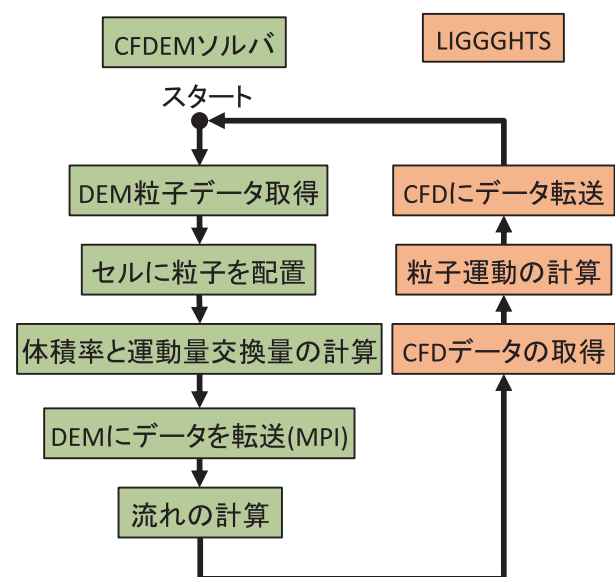 CFDEMソルバ
LIGGGHTS
スタート
DEM粒子データ取得
セルに粒子を配置
体積率と運動量交換量の計算
DEMにデータを転送(MPI)
流れの計算
CFDにデータ転送
粒子運動の計算
CFDデータの取得